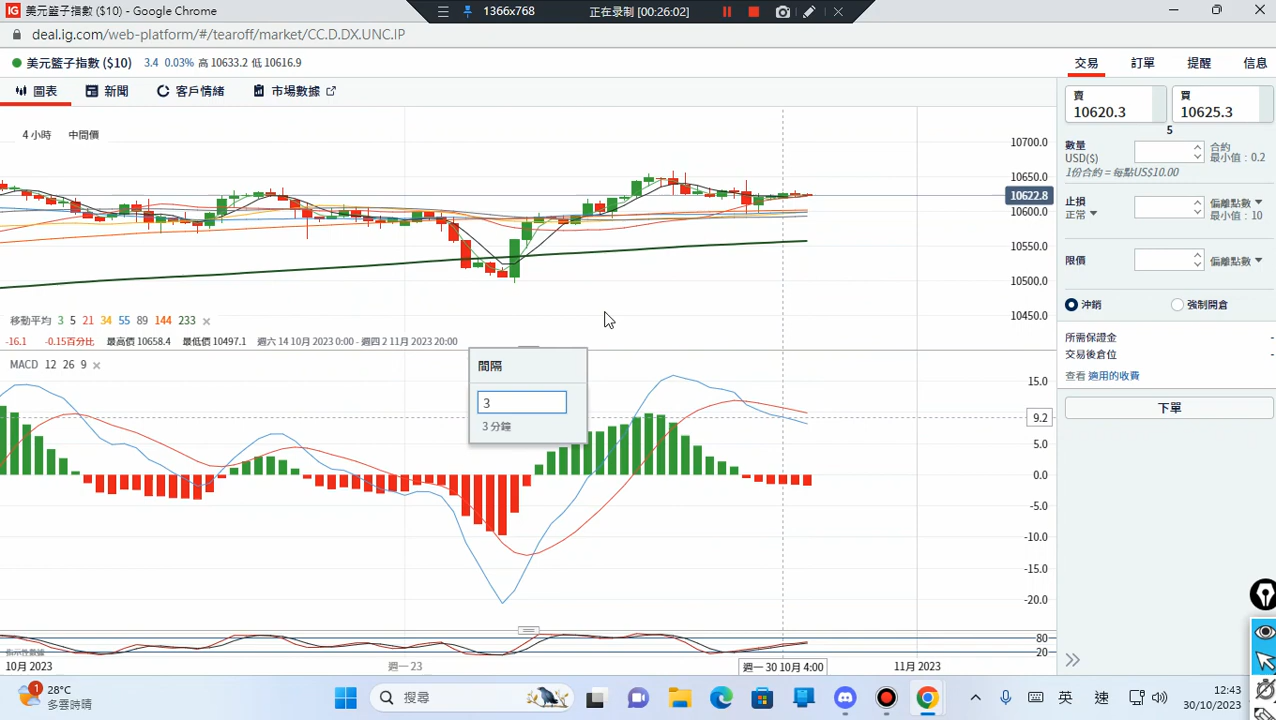 美元籃子指數 ($10) - Google Chrome
1366x768
正在录制 [00:26:02]
deal.ig.com/web-platform/#/tearoff/market/CC.D.DX.UNC.IP
美元籃子指數 ($10) 3.4 0.03% 高 10633.2 低 10616.9
交易 訂單 提醒 信息
圖表 新聞 客戶情緒 市場數據
賣 買
10620.3 10625.3
5
4 小時 中間價
10700.0
10650.0
10622.8
10600.0
10550.0
10500.0
10450.0
數量 合約
USD($) 最小值 : 0.2
1份合約 = 每點US$10.00
止損 偏離點數
正常 最小值 : 10
限價 偏離點數
沖銷 強制開倉
所需保證金 -
交易後倉位 -
查看 適用的收費
下單
移動平均 3 5 21 34 55 89 144 233
-16.1 -0.15百分比 最高價 10658.4 最低價 10497.1 週六 14 10月 2023 0:00 - 週四 2 11月 2023 20:00
MACD 12 26 9
間隔
3
3 分鐘
15.0
9.2
5.0
0.0
-5.0
-10.0
-15.0
-20.0
80
20
指示性數據
10月 2023 週一 23 週一 30 10月 4:00 11月 2023
1
28°C
多雲時晴
搜尋
英
速
12:43
30/10/2023